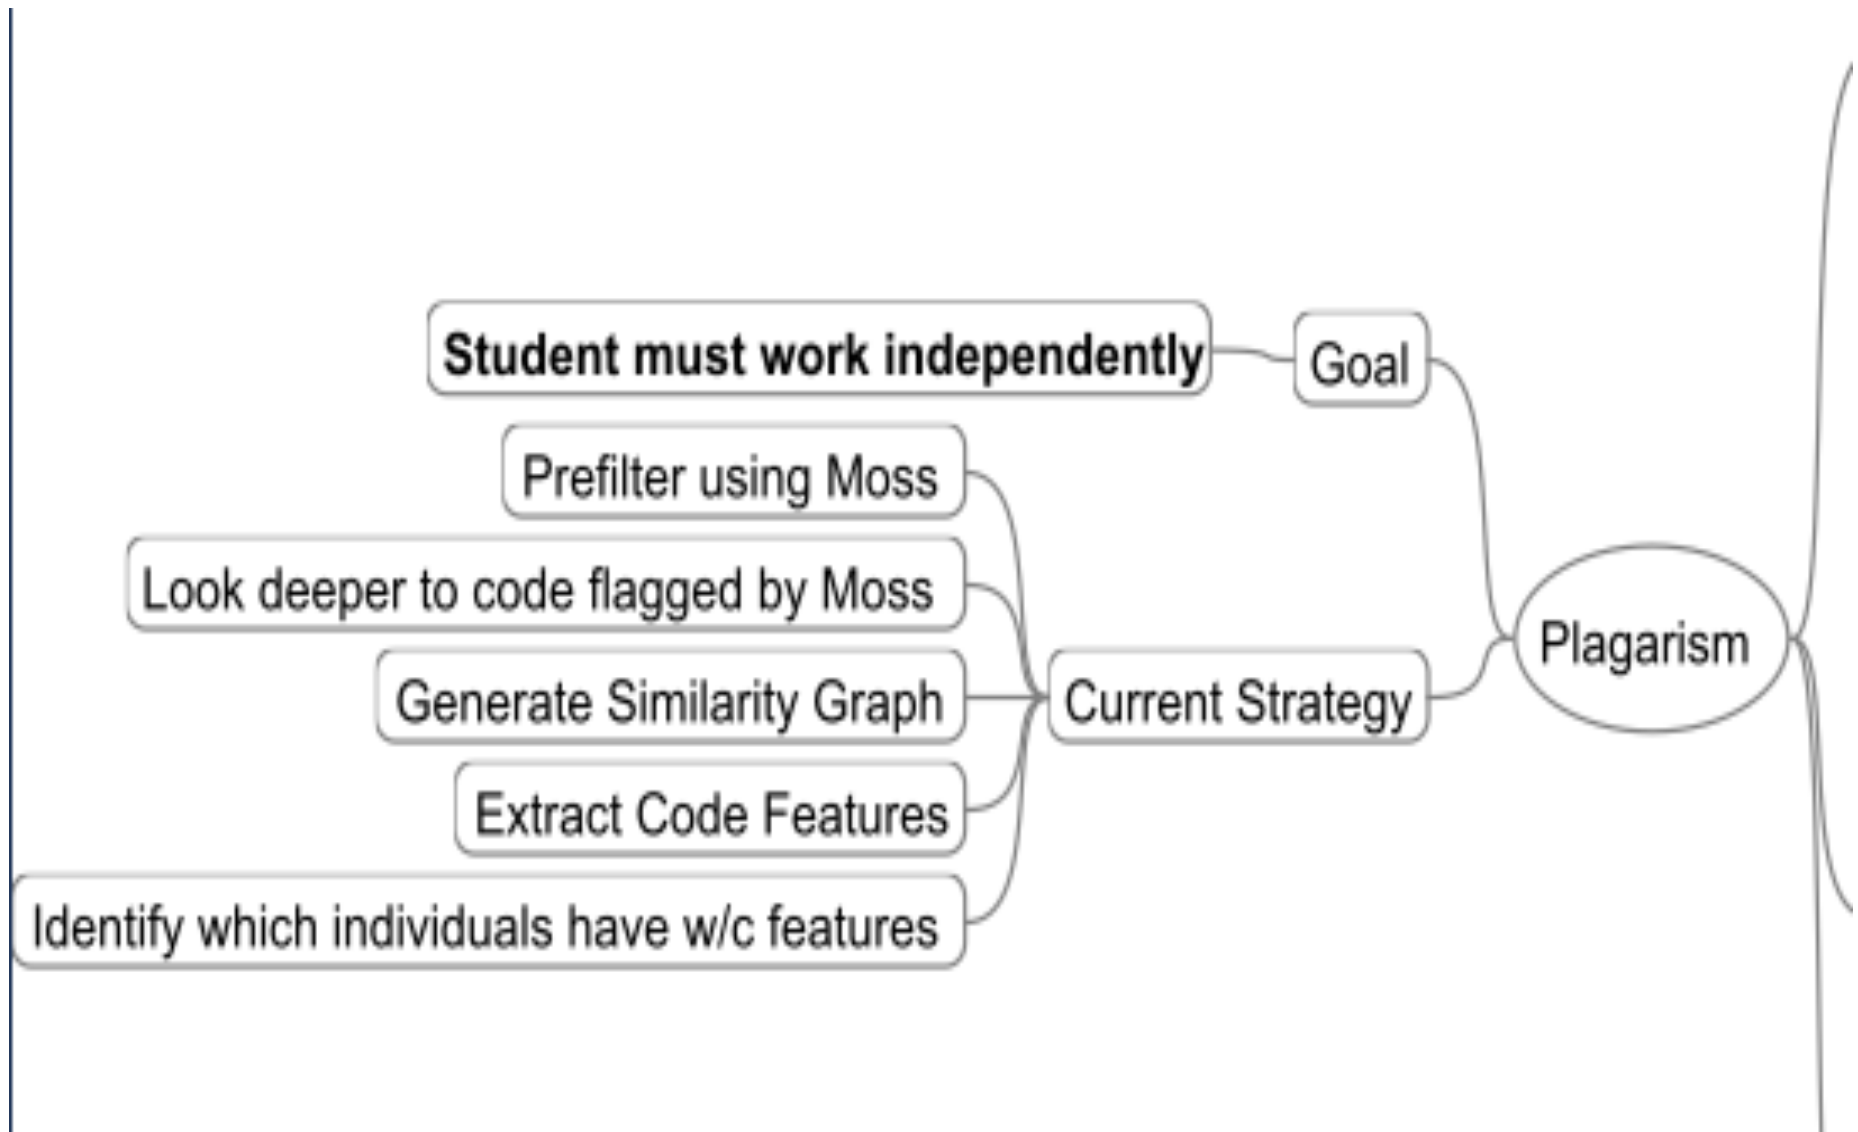 Student must work independently
Goal
Prefilter using Moss
Look deeper to code flagged by Moss
Generate Similarity Graph
Current Strategy
Plagarism
Extract Code Features
Identify which individuals have w/c features